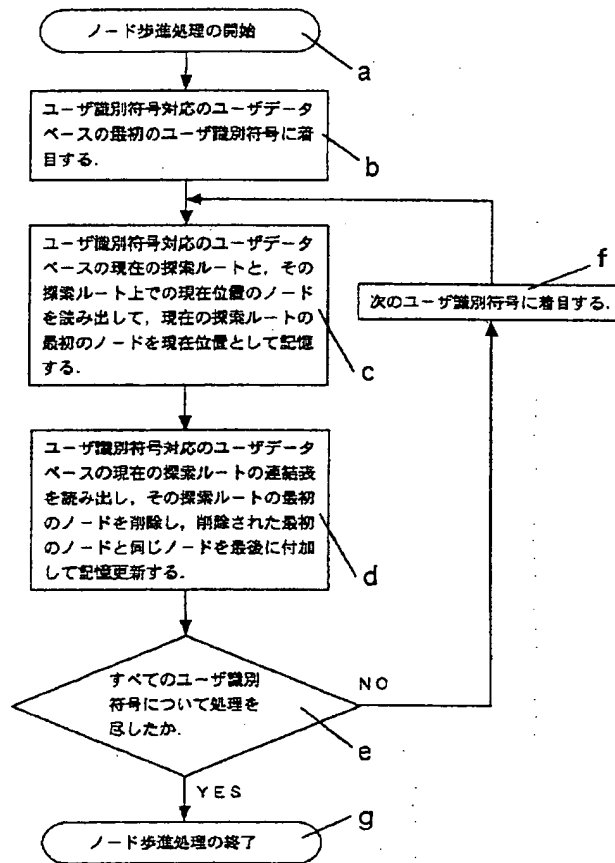 ノード歩進処理の開始
a
ユーザ識別符号対応のユーザデータ
ベースの最初のユーザ識別符号に着
目する.
b
ユーザ識別符号対応のユーザデータ
ベースの現在の探索ルートと,その
探索ルート上での現在位置のノード
を読み出して,現在の探索ルートの
最初のノードを現在位置として記憶
する.
c
f
次のユーザ識別符号に着目する.
ユーザ識別符号対応のユーザデータ
ベースの現在の探索ルートの連結表
を読み出し,その探索ルートの最初
のノードを削除し,削除された最初
のノードと同じノードを最後に付加
して記憶更新する.
d
すべてのユーザ識別
符号について処理を
尽したか.
e
NO
YES
g
ノード歩進処理の終了